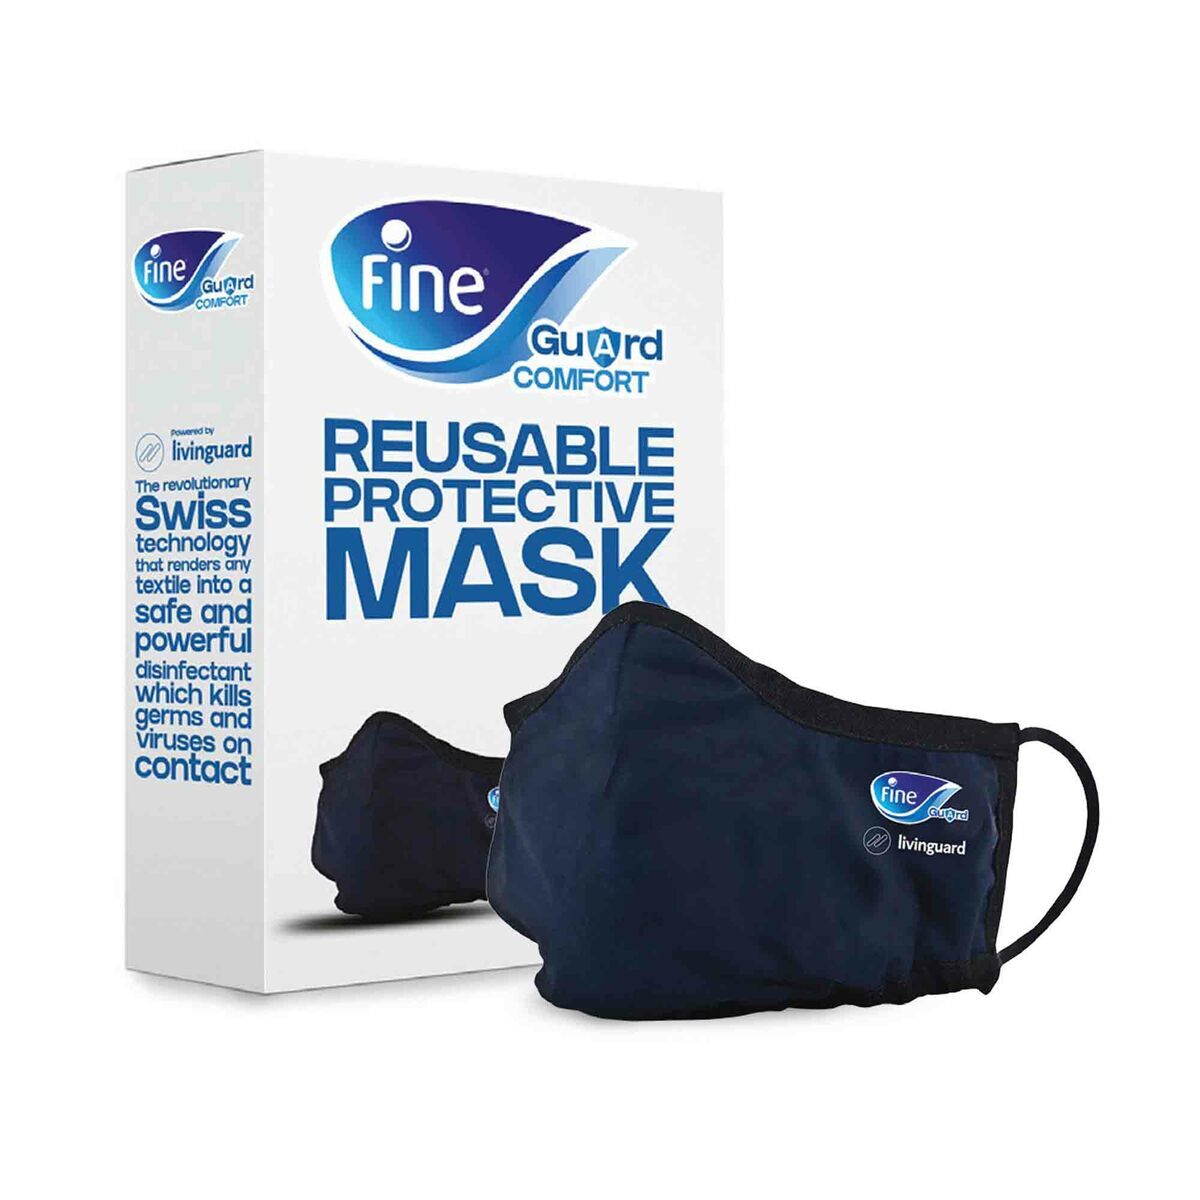 Fine
GuArd
COMFORT
Powered by
livinguard
The revolutionary
Swiss
technology
that renders any
textile into a
safe and
powerful
disinfectant
which kills
germs and
viruses on
contact
Fine®
GuArd
COMFORT
REUSABLE
PROTECTIVE
MASK
Fine
GuArd
livinguard